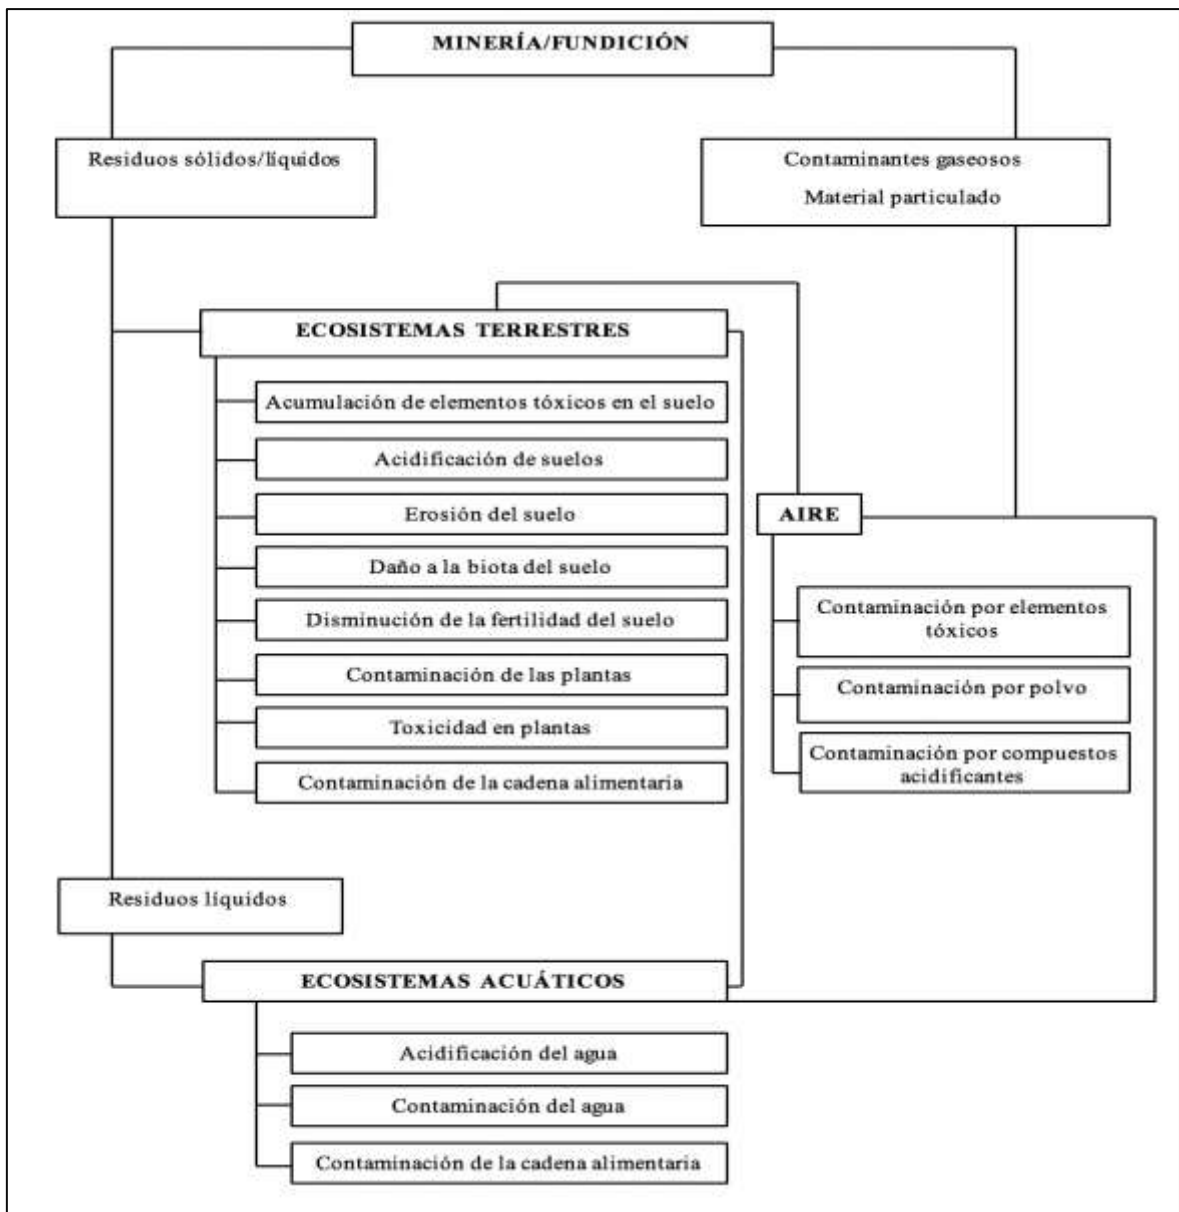 MINERÍA/FUNDICIÓN
Residuos sólidos/líquidos
Contaminantes gaseosos
Material particulado
ECOSISTEMAS TERRESTRES
Acumulación de elementos tóxicos en el suelo
Acidificación de suelos
Erosión del suelo
Daño a la biota del suelo
Disminución de la fertilidad del suelo
Contaminación de las plantas
Toxicidad en plantas
Contaminación de la cadena alimentaria
AIRE
Contaminación por elementos
tóxicos
Contaminación por polvo
Contaminación por compuestos
acidificantes
Residuos líquidos
ECOSISTEMAS ACUÁTICOS
Acidificación del agua
Contaminación del agua
Contaminación de la cadena alimentaria